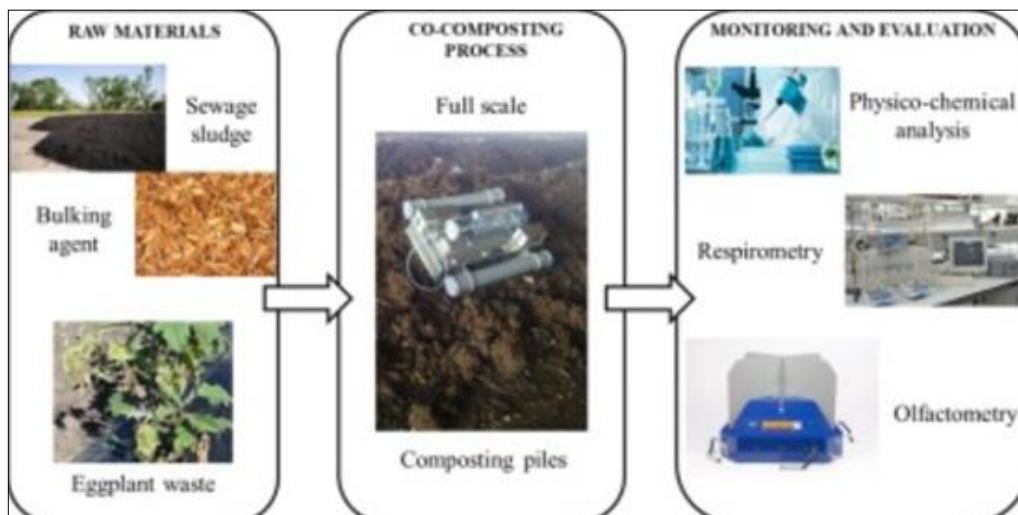 RAW MATERIALS
Sewage
sludge
Bulking
agent
Eggplant waste
CO-COMPOSTING
PROCESS
Full scale
Composting piles
MONITORING AND EVALUATION
Physico-chemical
analysis
Respirometry
Olfactometry